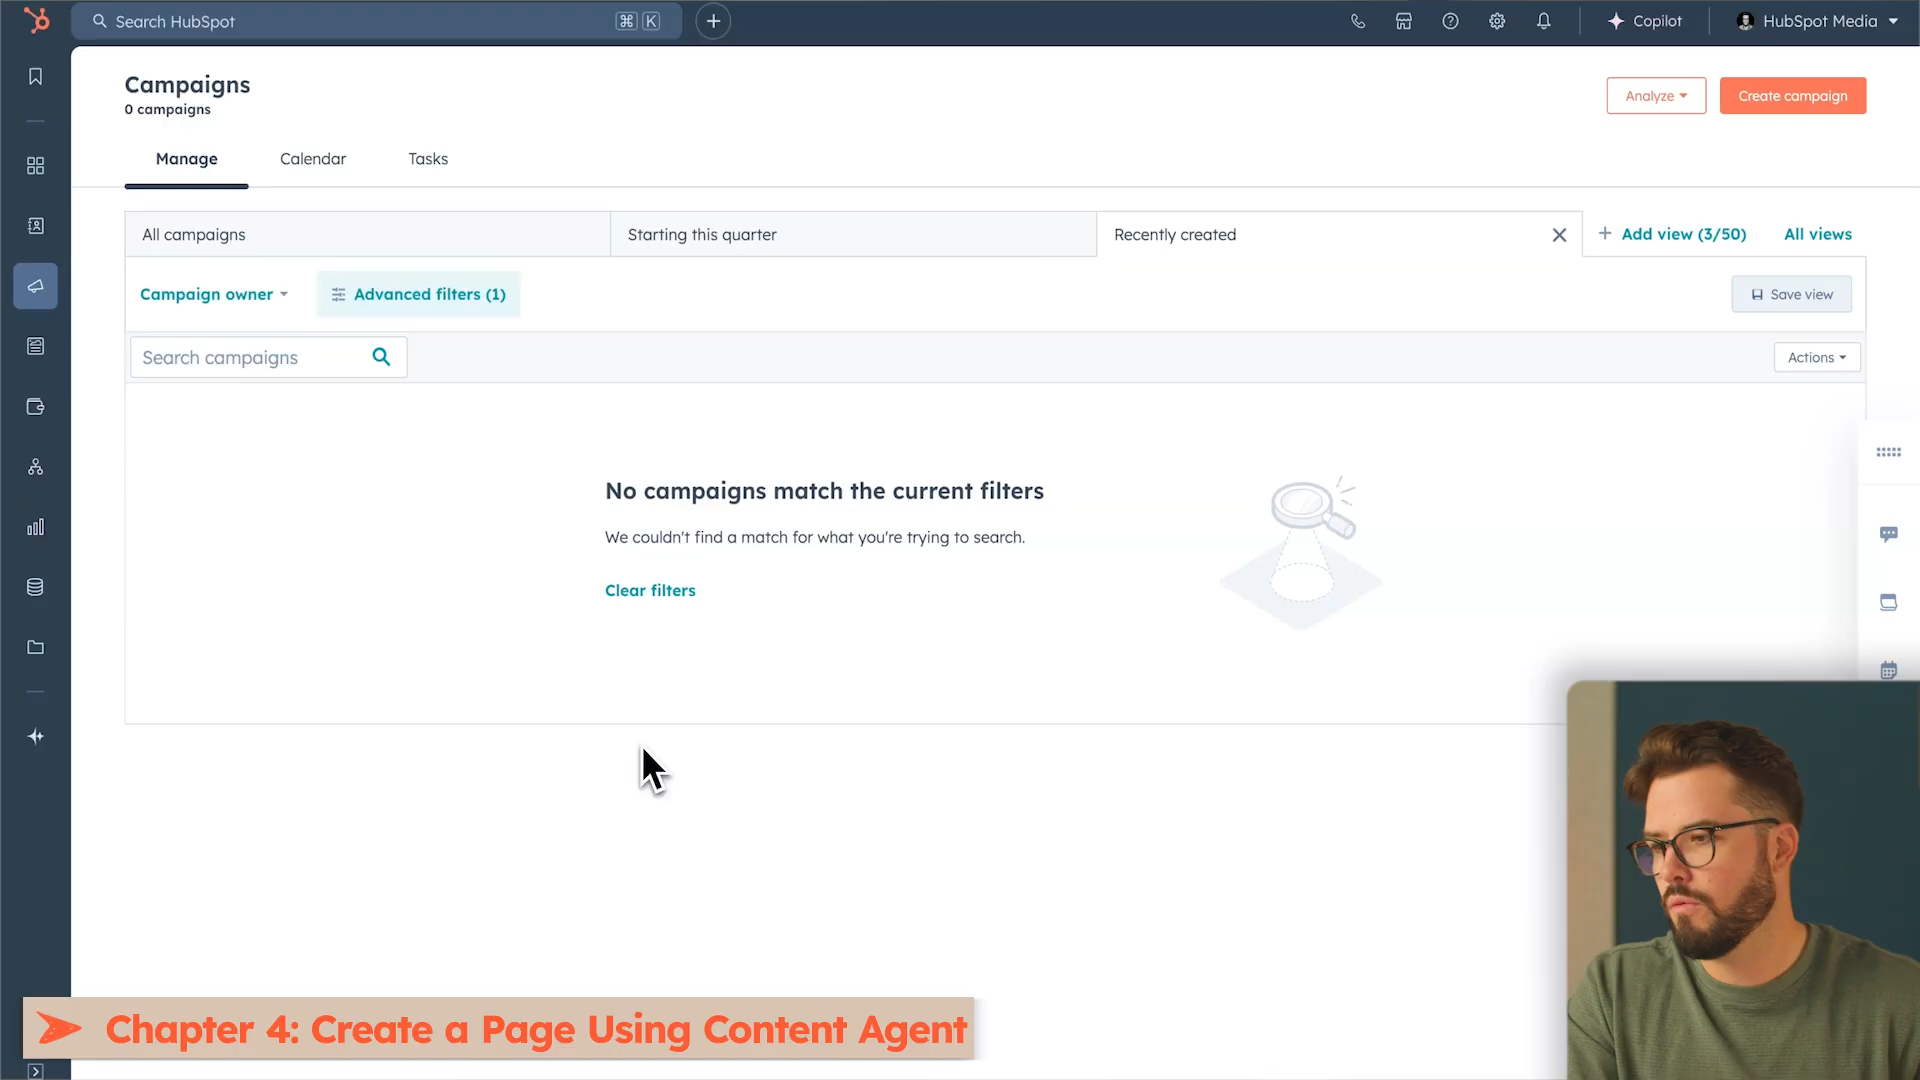 Search HubSpot
⌘ K
Copilot
HubSpot Media
Campaigns
0 campaigns
Analyze
Create campaign
Manage
Calendar
Tasks
All campaigns
Starting this quarter
Recently created
+ Add view (3/50)
All views
Campaign owner
Advanced filters (1)
Save view
Search campaigns
Actions
No campaigns match the current filters
We couldn't find a match for what you're trying to search.
Clear filters
Chapter 4: Create a Page Using Content Agent